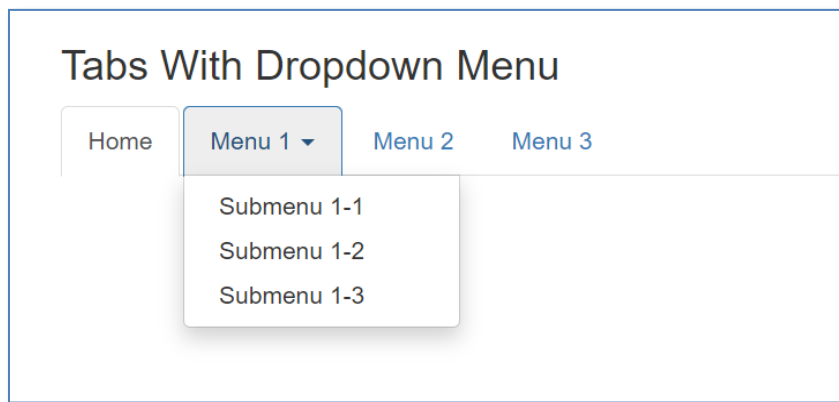 Tabs With Dropdown Menu
Home Menu 1 Menu 2 Menu 3
Submenu 1-1
Submenu 1-2
Submenu 1-3